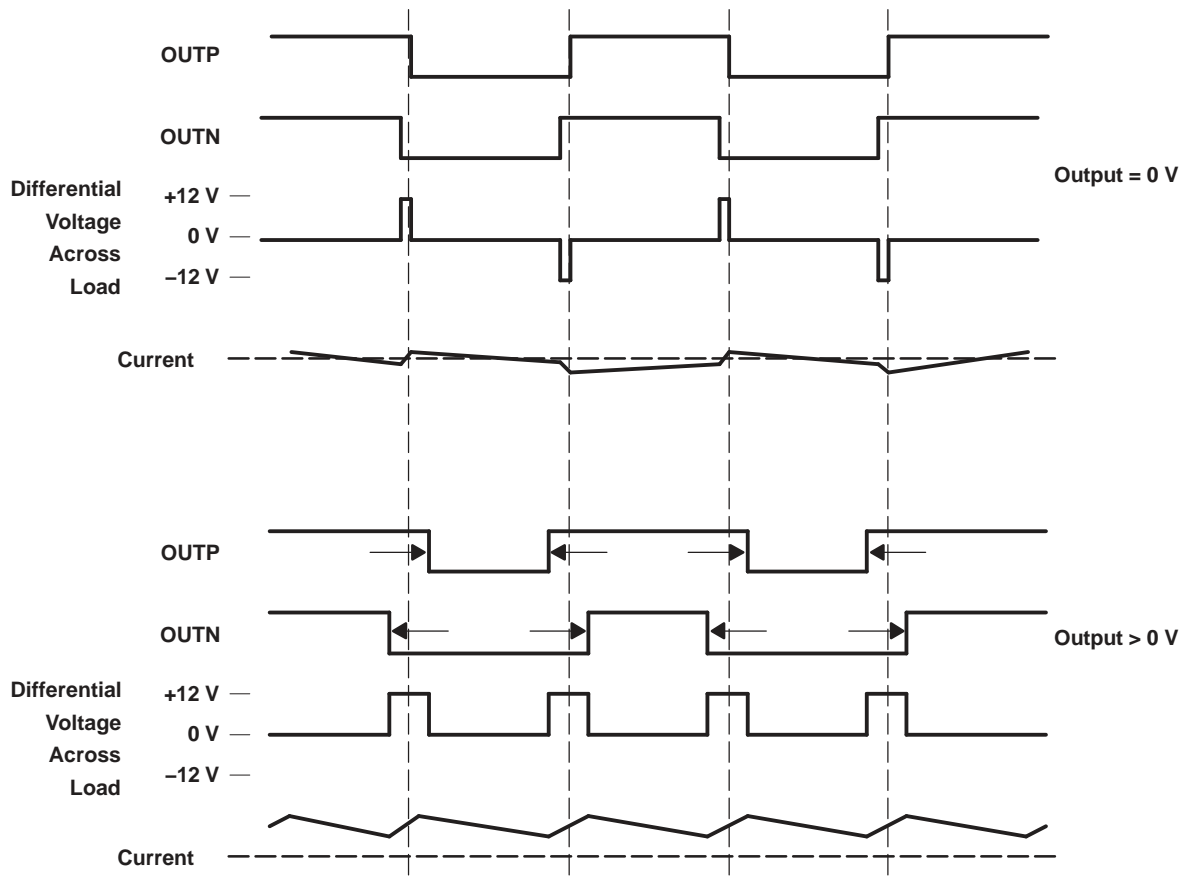 OUTP
OUTN
Output = 0 V
Differential
Voltage
Across
Load
+12 V
0 V
–12 V
Current
OUTP
OUTN
Output > 0 V
Differential
Voltage
Across
Load
+12 V
0 V
–12 V
Current